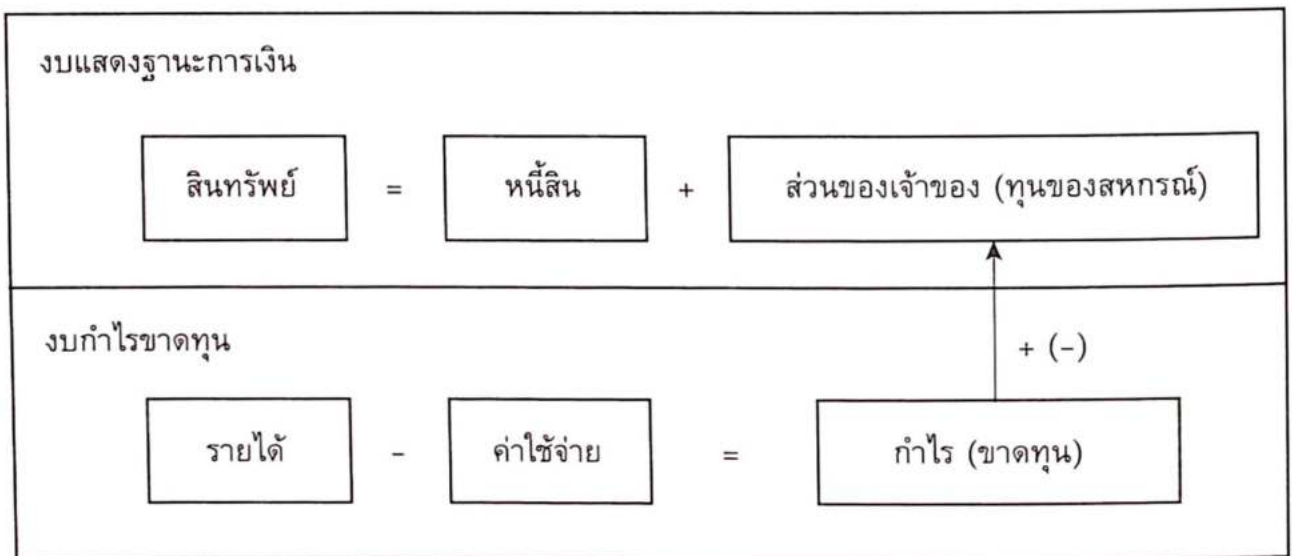 งบแสดงฐานะการเงิน
สินทรัพย์ = หนี้สิน + ส่วนของเจ้าของ (ทุนของสหกรณ์)
งบกำไรขาดทุน
+ (-)
รายได้ - ค่าใช้จ่าย = กำไร (ขาดทุน)